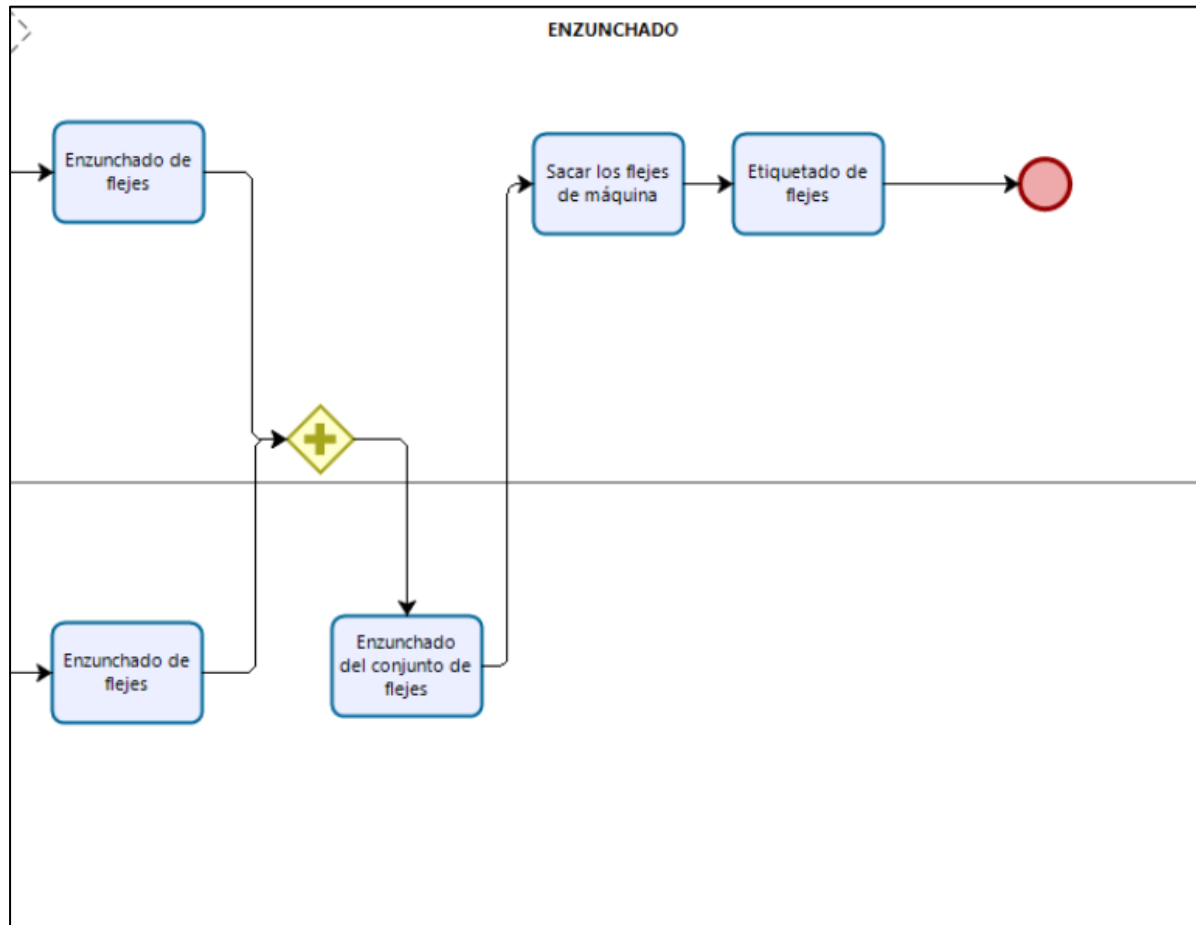 ENZUNCHADO
Enzunchado de
flejes
Sacar los flejes
de máquina
Etiquetado de
flejes
Enzunchado de
flejes
Enzunchado
del conjunto de
flejes